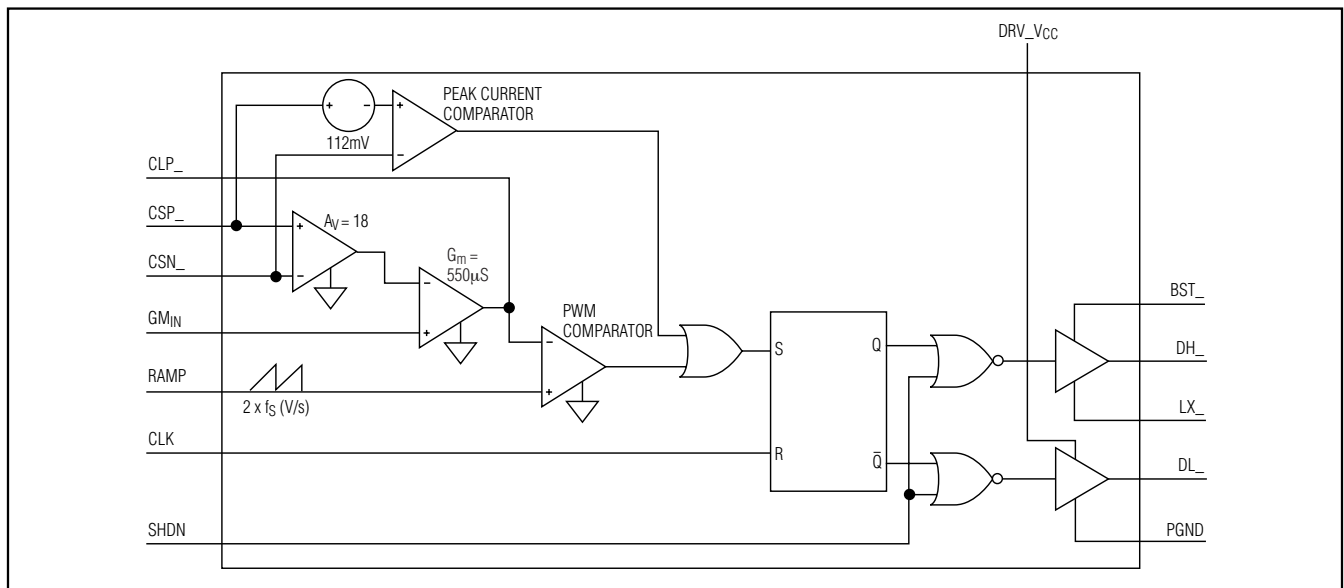 DRV_VCC
PEAK CURRENT
COMPARATOR
+
-
+
-
112mV
CLP_
CSP_
AV = 18
+
-
CSN_
Gm =
550μS
-
+
GMIN
PWM
COMPARATOR
-
+
RAMP
2 x fS (V/s)
CLK
SHDN
S
R
Q
Q̅
BST_
DH_
LX_
DL_
PGND